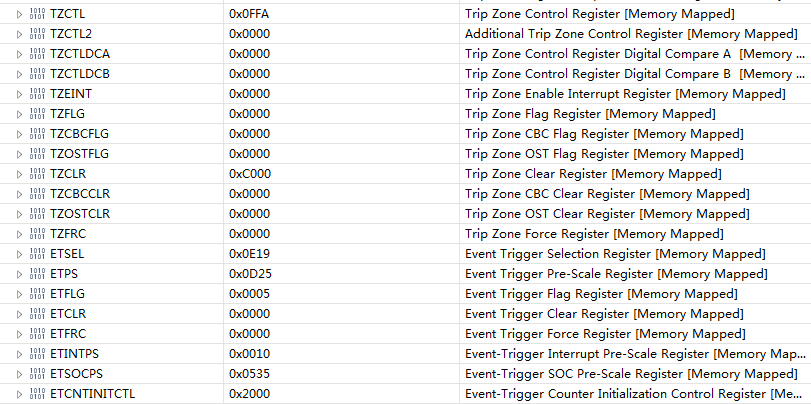 TZCTL 0x0FFA Trip Zone Control Register [Memory Mapped]
TZCTL2 0x0000 Additional Trip Zone Control Register [Memory Mapped]
TZCTLDCA 0x0000 Trip Zone Control Register Digital Compare A [Memory ...
TZCTLDCB 0x0000 Trip Zone Control Register Digital Compare B [Memory ...
TZEINT 0x0000 Trip Zone Enable Interrupt Register [Memory Mapped]
TZFLG 0x0000 Trip Zone Flag Register [Memory Mapped]
TZCBCFLG 0x0000 Trip Zone CBC Flag Register [Memory Mapped]
TZOSTFLG 0x0000 Trip Zone OST Flag Register [Memory Mapped]
TZCLR 0xC000 Trip Zone Clear Register [Memory Mapped]
TZCBCCLR 0x0000 Trip Zone CBC Clear Register [Memory Mapped]
TZOSTCLR 0x0000 Trip Zone OST Clear Register [Memory Mapped]
TZFRC 0x0000 Trip Zone Force Register [Memory Mapped]
ETSEL 0x0E19 Event Trigger Selection Register [Memory Mapped]
ETPS 0x0D25 Event Trigger Pre-Scale Register [Memory Mapped]
ETFLG 0x0005 Event Trigger Flag Register [Memory Mapped]
ETCLR 0x0000 Event Trigger Clear Register [Memory Mapped]
ETFRC 0x0000 Event Trigger Force Register [Memory Mapped]
ETINTPS 0x0010 Event-Trigger Interrupt Pre-Scale Register [Memory Map...
ETSOCPS 0x0535 Event-Trigger SOC Pre-Scale Register [Memory Mapped]
ETCNTINITCTL 0x2000 Event-Trigger Counter Initialization Control Register [Me...